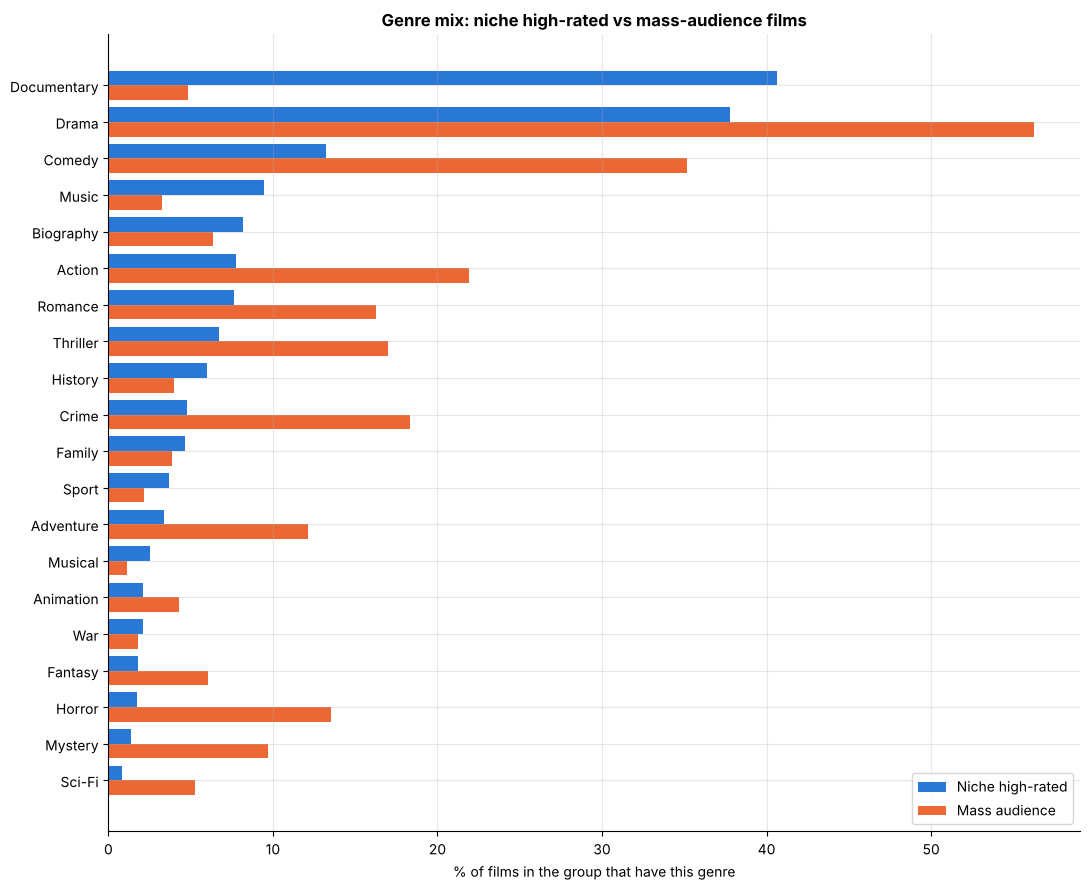 Genre mix: niche high-rated vs mass-audience films
Documentary
Drama
Comedy
Music
Biography
Action
Romance
Thriller
History
Crime
Family
Sport
Adventure
Musical
Animation
War
Fantasy
Horror
Mystery
Sci-Fi
Niche high-rated
Mass audience
0 10 20 30 40 50
% of films in the group that have this genre